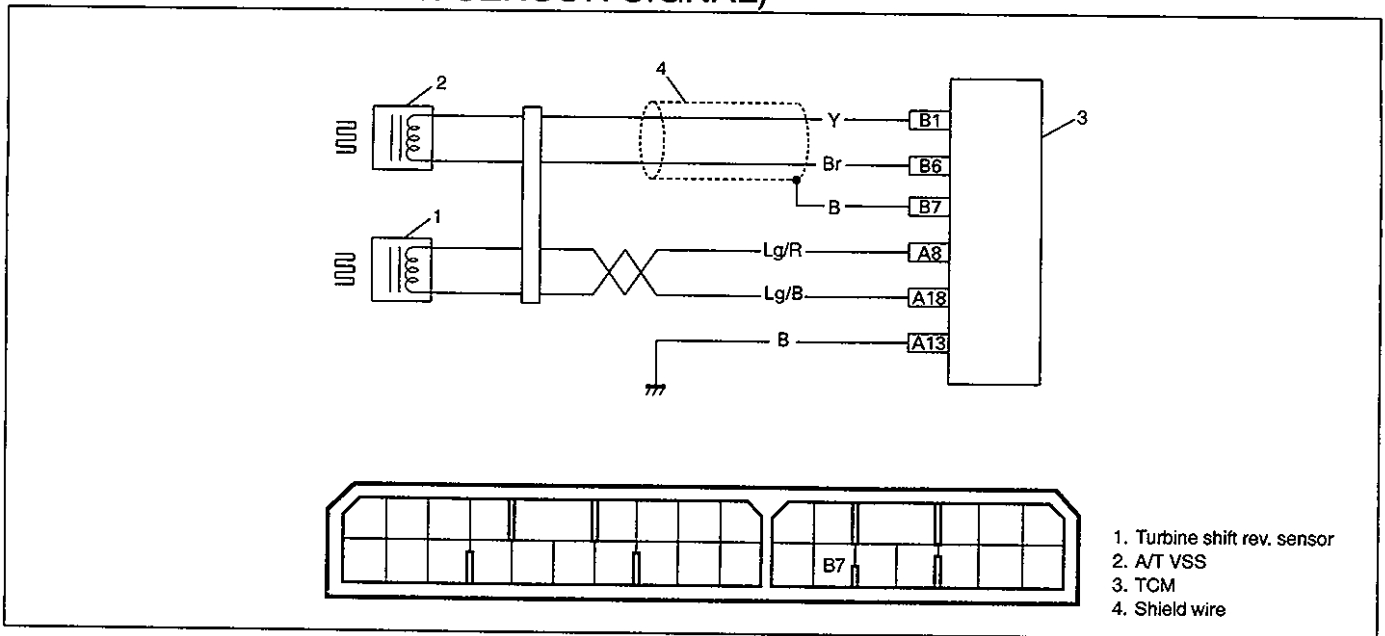 2
4
3
Y
B1
Br
B6
B
B7
1
Lg/R
A8
Lg/B
A18
B
A13
B7
1. Turbine shift rev. sensor
2. A/T VSS
3. TCM
4. Shield wire